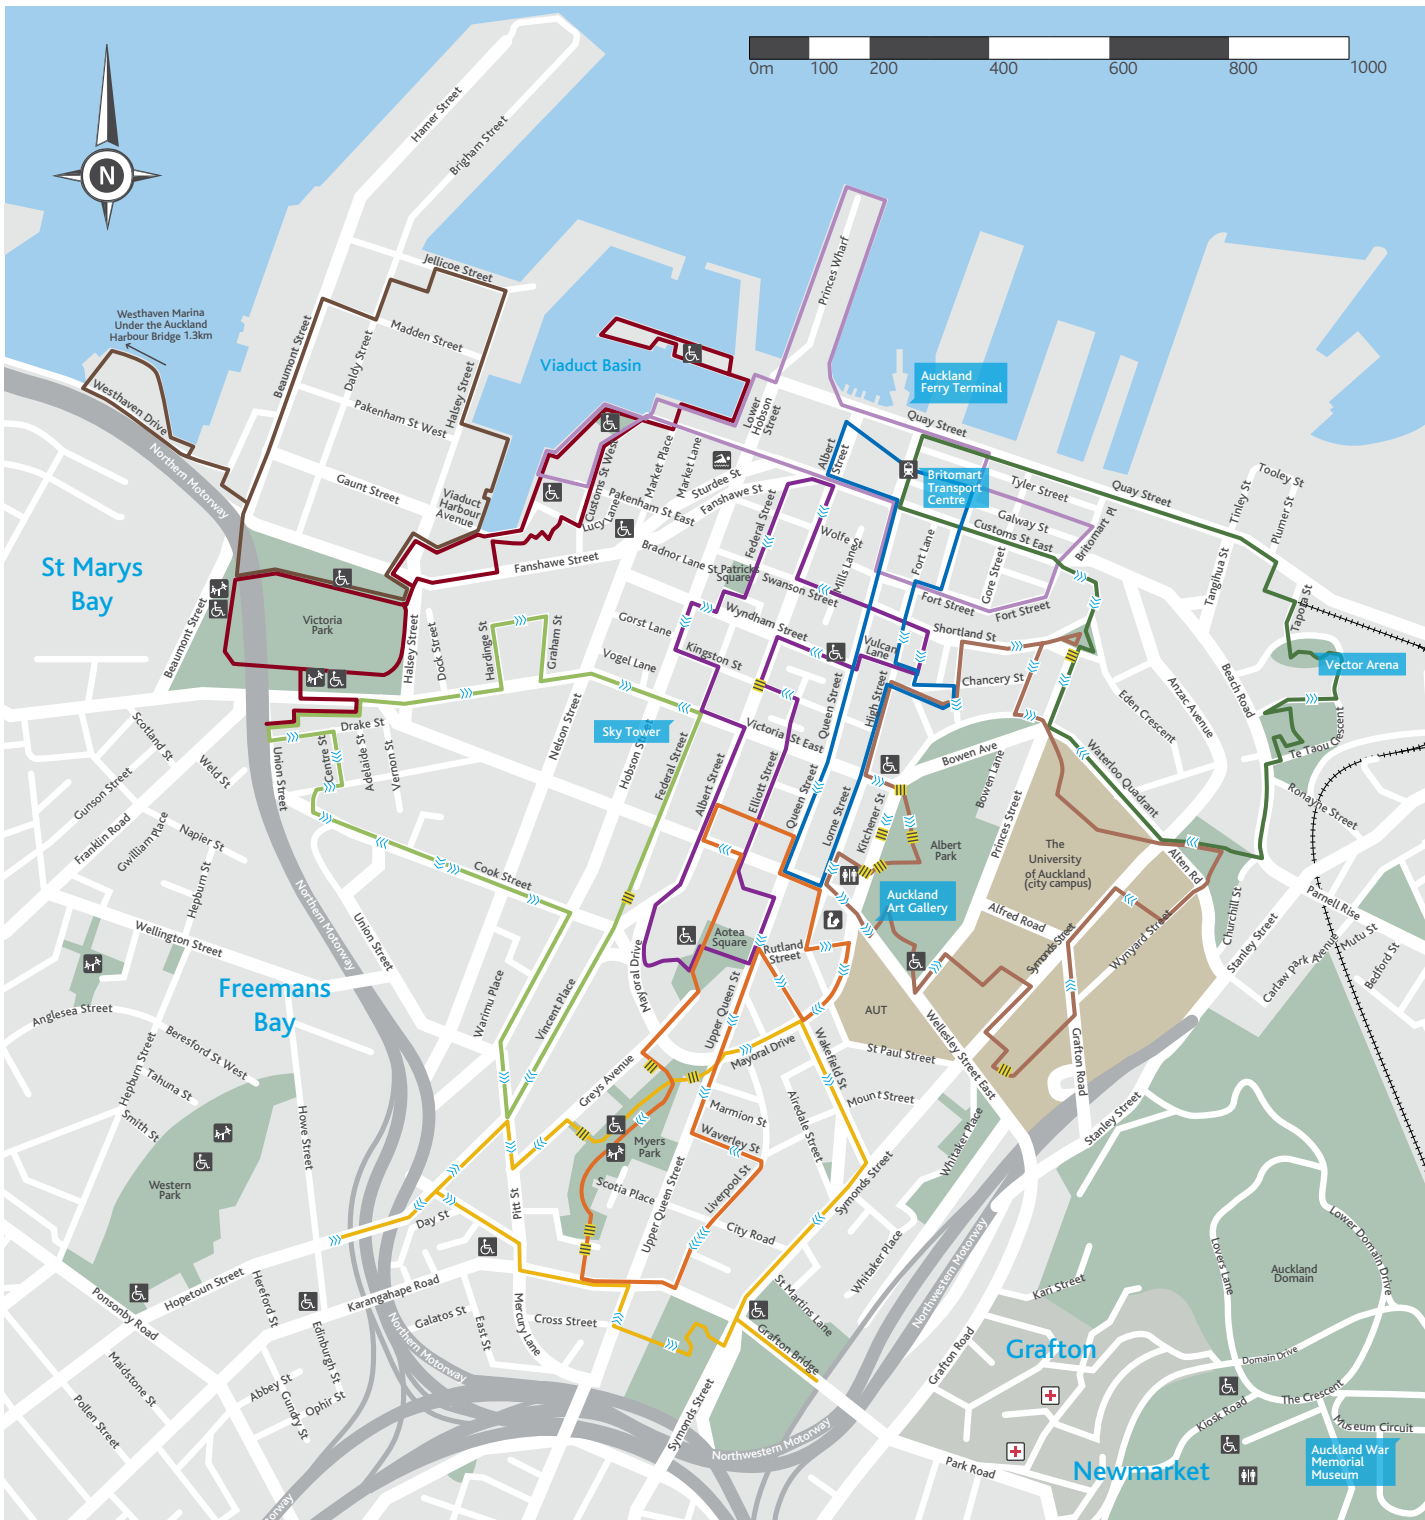 0m 100 200 400 600 800 1000
N
Hamer Street
Brigham Street
Jellicoe Street
Princes Wharf
Westhaven Marina
Under the Auckland
Harbour Bridge 1.3km
Westhaven Drive
Beaumont Street
Daldy Street
Madden Street
Pakenham St West
Halsey Street
Gaunt Street
Viaduct
Harbour
Avenue
Viaduct Basin
Northern Motorway
Lower
Hobson
Street
Auckland
Ferry Terminal
Quay Street
Albert
Street
Britomart
Transport
Centre
Tyler Street
Galway St
Customs St East
Quay Street
Britomart Pl
Tooley St
Tinley St
Plumer St
Tangihua St
Tapora St
Customs St West
Market Place
Market Lane
Sturdee St
Fanshawe St
Lucy Lane
Pakenham St East
Bradnor Lane
Fanshawe Street
Federal Street
St Patricks
Square
Wolfe St
Mills Lane
Swanson Street
Fort Lane
Gore Street
Fort Street
Fort Street
Shortland St
St Marys
Bay
Beaumont Street
Victoria
Park
Halsey Street
Dock Street
Hardinge St
Graham St
Gorst Lane
Vogel Lane
Kingston St
Wyndham Street
Vulcan
Lane
Chancery St
High Street
Queen Street
Victoria St East
Eden Crescent
Anzac Avenue
Beach Road
Vector Arena
Te Taou Crescent
Ronayne Street
Scotland St
Weld St
Gunson Street
Franklin Road
Gwilliam Place
Napier St
Hepburn St
Union Street
Centre St
Drake St
Adelaide St
Vernon St
Nelson Street
Sky Tower
Hobson Street
Federal Street
Albert Street
Elliott Street
Queen Street
Lorne Street
Kitchener St
Bowen Ave
Bowen Lane
Princes Street
Waterloo Quadrant
Albert
Park
The
University
of Auckland
(city campus)
Alten Rd
Auckland
Art Gallery
Alfred Road
Symonds Street
Wynyard Street
Churchill St
Stanley Street
Parnell Rise
Mutu St
Bedford St
Carlaw Park Avenue
Wellington Street
Union Street
Northern Motorway
Cook Street
Aotea
Square
Rutland
Street
Mayoral Drive
Upper Queen St
Freemans
Bay
Anglesea Street
Hepburn Street
Beresford St West
Tahuna St
Smith St
Howe Street
Warimu Place
Vincent Place
Greys Avenue
Mayoral Drive
Wakefield St
AUT
St Paul Street
Wellesley Street East
Grafton Road
Stanley Street
Mount Street
Airedale Street
Marmion St
Waverley St
Myers
Park
Scotia Place
Liverpool St
Upper Queen Street
City Road
Symonds Street
Whitaker Place
Whitaker Place
Western
Park
Pitt St
Day St
Hopetoun Street
Ponsonby Road
Hereford St
Edinburgh St
Karangahape Road
Galatos St
East St
Mercury Lane
Cross Street
Northern Motorway
St Martins Lane
Grafton Bridge
Northwestern Motorway
Kari Street
Lovers Lane
Lower Domain Drive
Auckland
Domain
Grafton
Grafton Road
Domain Drive
The Crescent
Kiosk Road
Museum Circuit
Maidstone St
Pollen Street
Abbey St
Gundry St
Ophir St
Symonds Street
Northwestern Motorway
Park Road
Newmarket
Auckland War
Memorial
Museum